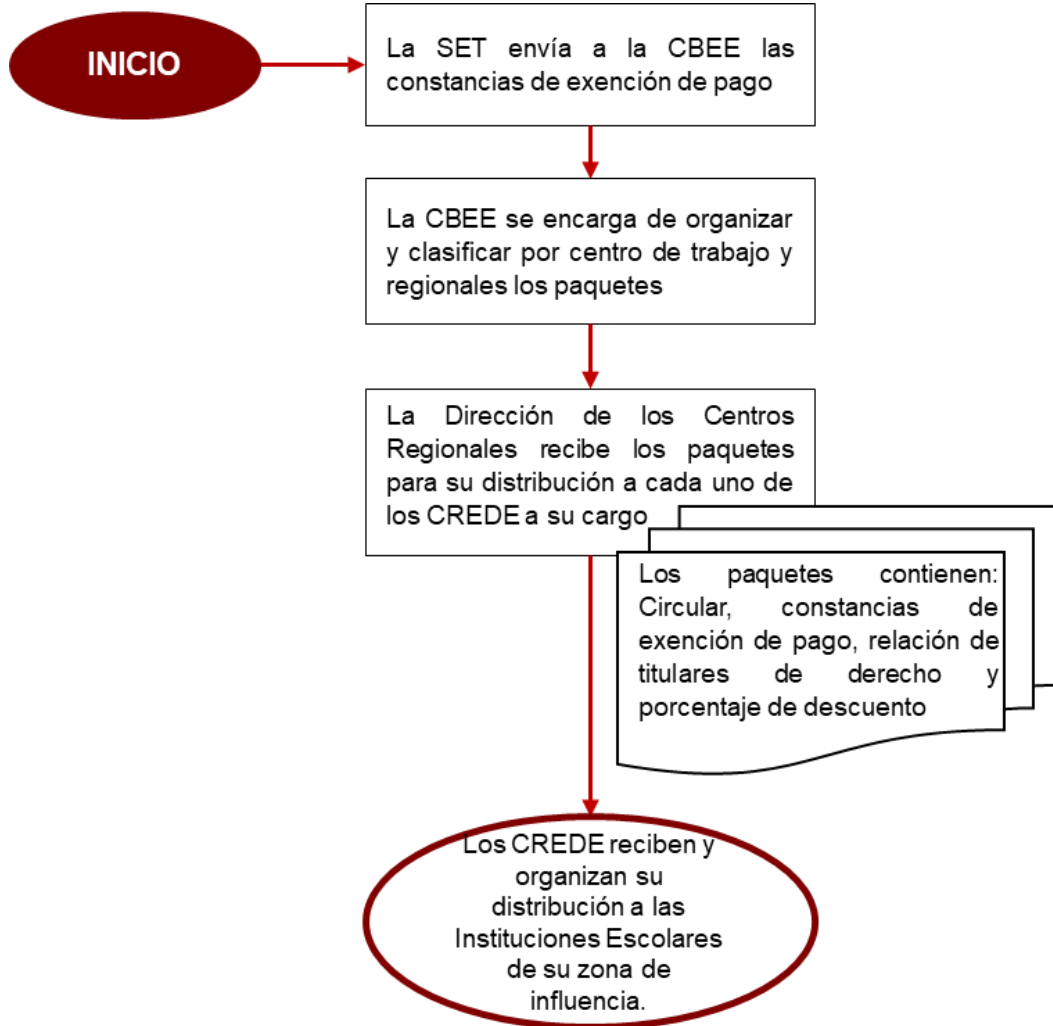 INICIO
La SET envía a la CBEE las
constancias de exención de pago
La CBEE se encarga de organizar
y clasificar por centro de trabajo y
regionales los paquetes
La Dirección de los Centros
Regionales recibe los paquetes
para su distribución a cada uno de
los CREDE a su cargo
Los paquetes contienen:
Circular, constancias de
exención de pago, relación de
titulares de derecho y
porcentaje de descuento
Los CREDE reciben y
organizan su
distribución a las
Instituciones Escolares
de su zona de
influencia.